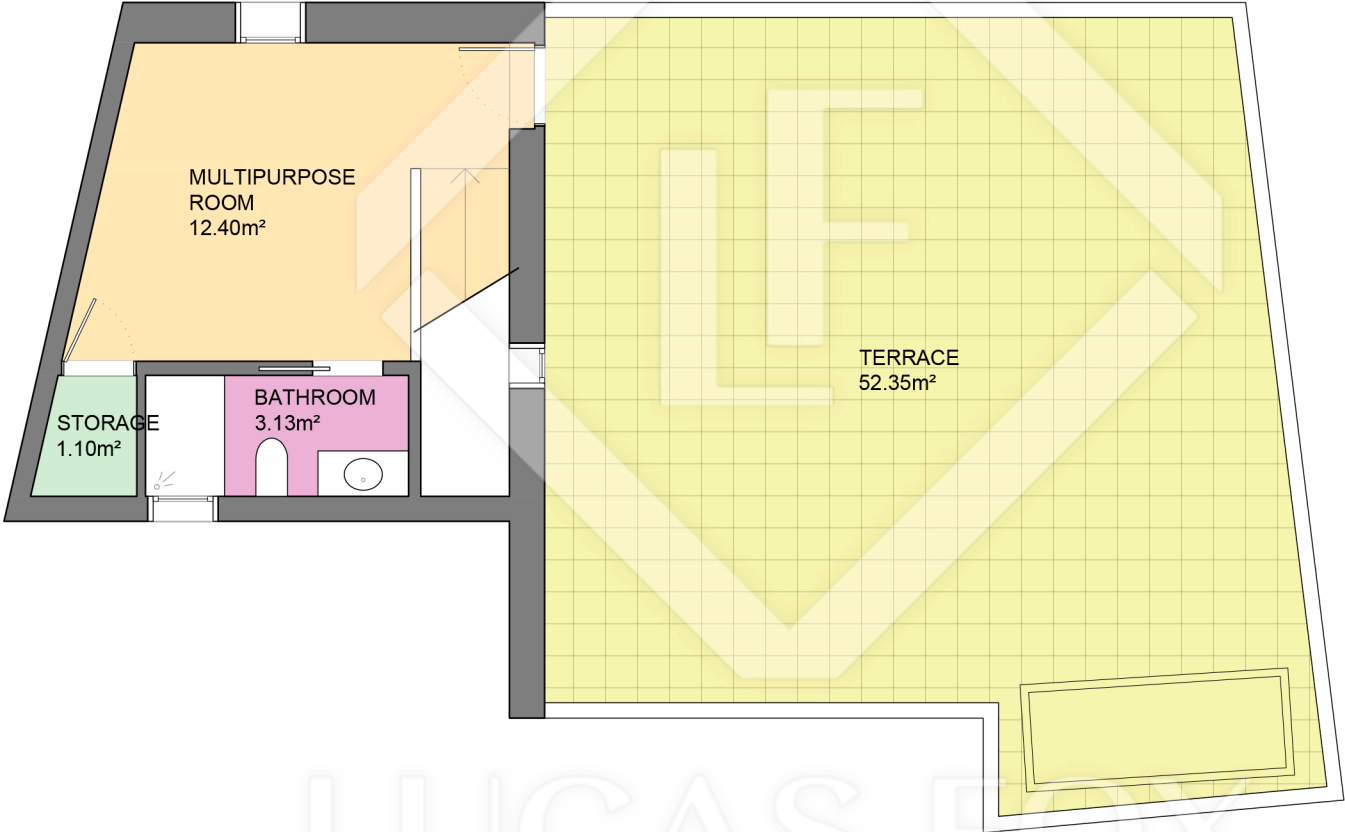 MULTIPURPOSE
ROOM
12.40m²
TERRACE
52.35m²
BATHROOM
3.13m²
STORAGE
1.10m²
LF
LUCAS FOX